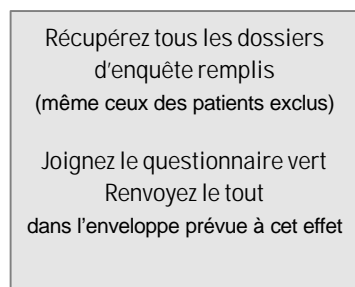 Récupérez tous les dossiers
d'enquête remplis
(même ceux des patients exclus)
Joignez le questionnaire vert
Renvoyez le tout
dans l'enveloppe prévue à cet effet